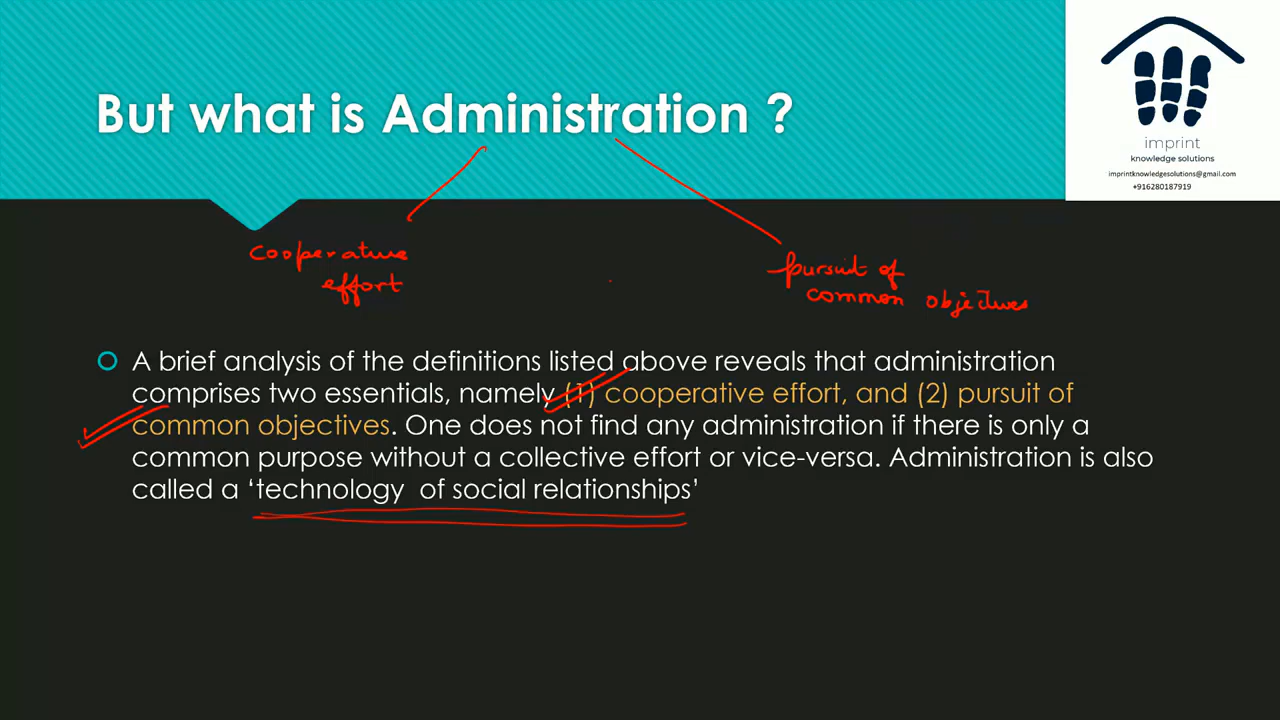 But what is Administration ?
imprint
knowledge solutions
imprintknowledgesolutions@gmail.com
+916280187919
cooperative
effort
pursuit of
common objectives
A brief analysis of the definitions listed above reveals that administration
comprises two essentials, namely (1) cooperative effort, and (2) pursuit of
common objectives. One does not find any administration if there is only a
common purpose without a collective effort or vice-versa. Administration is also
called a ‘technology of social relationships’